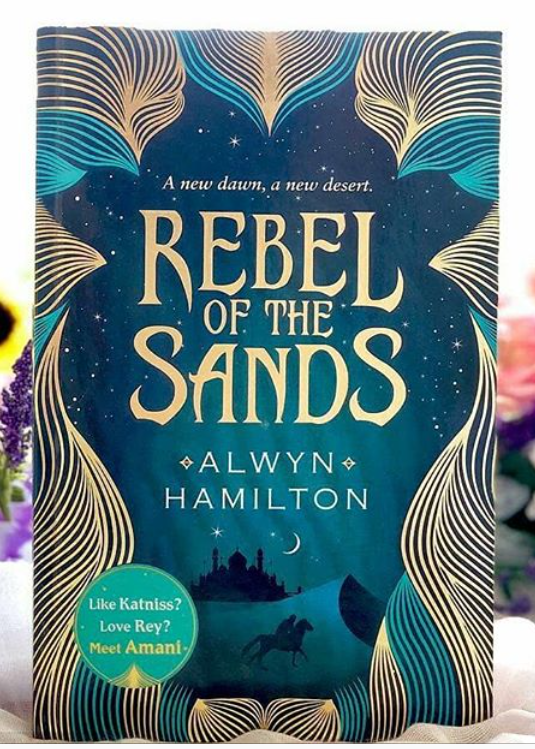 A new dawn, a new desert.
REBEL
OF THE
SANDS
ALWYN
HAMILTON
Like Katniss?
Love Rey?
Meet Amani